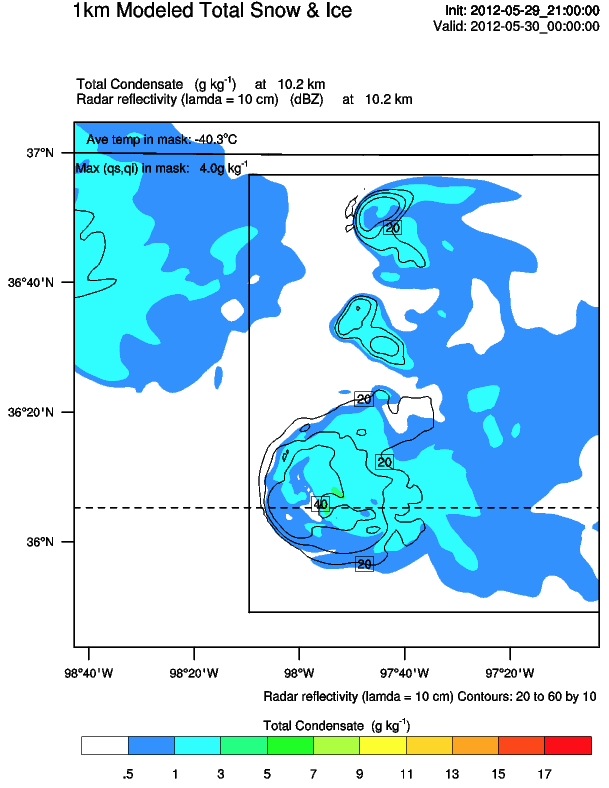 1km Modeled Total Snow & Ice
Init: 2012-05-29_21:00:00
Valid: 2012-05-30_00:00:00
Total Condensate (g kg-1) at 10.2 km
Radar reflectivity (lamda = 10 cm) (dBZ) at 10.2 km
Ave temp in mask: -40.3°C
37°N
Max (qs,qi) in mask: 4.0g kg-1
20
36°40'N
20
36°20'N
20
40
36°N
20
98°40'W 98°20'W 98°W 97°40'W 97°20'W
Radar reflectivity (lamda = 10 cm) Contours: 20 to 60 by 10
Total Condensate (g kg-1)
.5 1 3 5 7 9 11 13 15 17